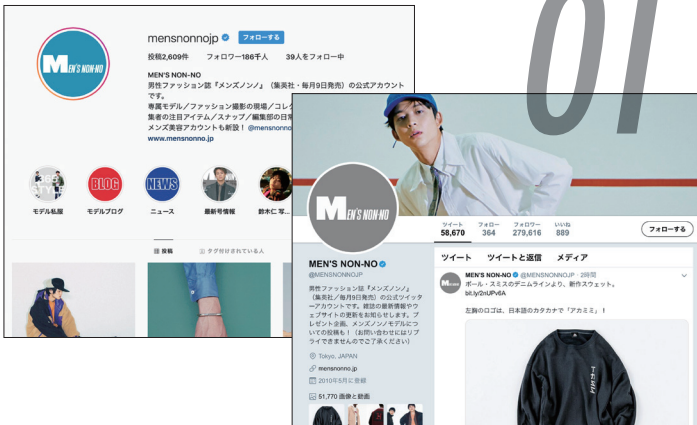 01
mensnonnojp
フォローする
投稿2,609件 フォロワー186千人 39人をフォロー中
MEN'S NON-NO
男性ファッション誌『メンズノンノ』（集英社・毎月9日発売）の公式アカウント
です。
専属モデル／ファッション撮影の現場／コレク
集者の注目アイテム／スナップ／編集部の日常
メンズ美容アカウントも新設！ @mensnonno
www.mensnonno.jp
MEN'S NON-NO
365 STYLE
BLOG
NEWS
モデル私服 モデルブログ ニュース 最新号情報 鈴木仁 写...
投稿 タグ付けされている人
MEN'S NON-NO
ツイート フォロー フォロワー いいね
58,670 364 279,616 889
フォローする
MEN'S NON-NO
@MENSNONNOJP
男性ファッション誌『メンズノンノ』
（集英社／毎月9日発売）の公式ツイッタ
ーアカウントです。雑誌の最新情報やウ
ェブサイトの更新をお知らせします。プ
レゼント企画、メンズノンノモデルにつ
いての投稿も！（お問い合わせにはリプ
ライできませんのでご了承ください）
Tokyo, JAPAN
mensnonno.jp
2010年5月に登録
51,770 画像と動画
ツイート ツイートと返信 メディア
MEN'S NON-NO @MENSNONNOJP · 2時間
ポール・スミスのデニムラインより、新作スウェット。
bit.ly/2nUPv6A
左胸のロゴは、日本語のカタカナで「アカミミ」！